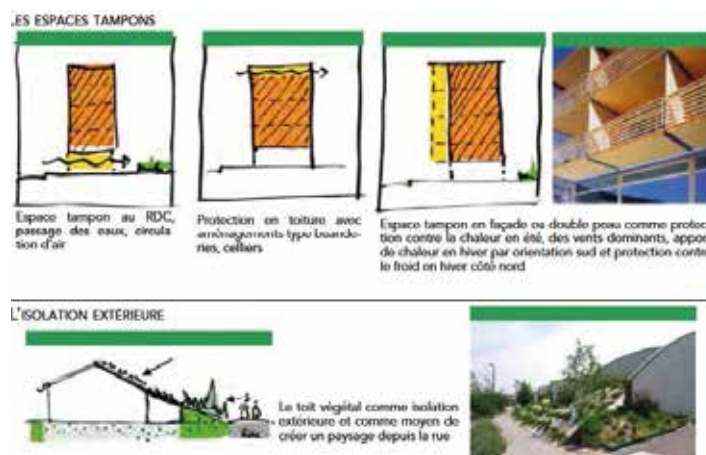 LES ESPACES TAMPONS
Espace tampon au RDC,
passage des eaux, circula
tion d'air
Protection en toiture avec
aménagements type buande-
ries, celliers
Espace tampon en façade ou double peau comme protec-
tion contre la chaleur en été, des vents dominants, appor
de chaleur en hiver par orientation sud et protection contr
le froid en hiver côté nord
L'ISOLATION EXTÉRIEURE
Le toit végétal comme isolation
extérieure et comme moyen de
créer un paysage depuis la rue